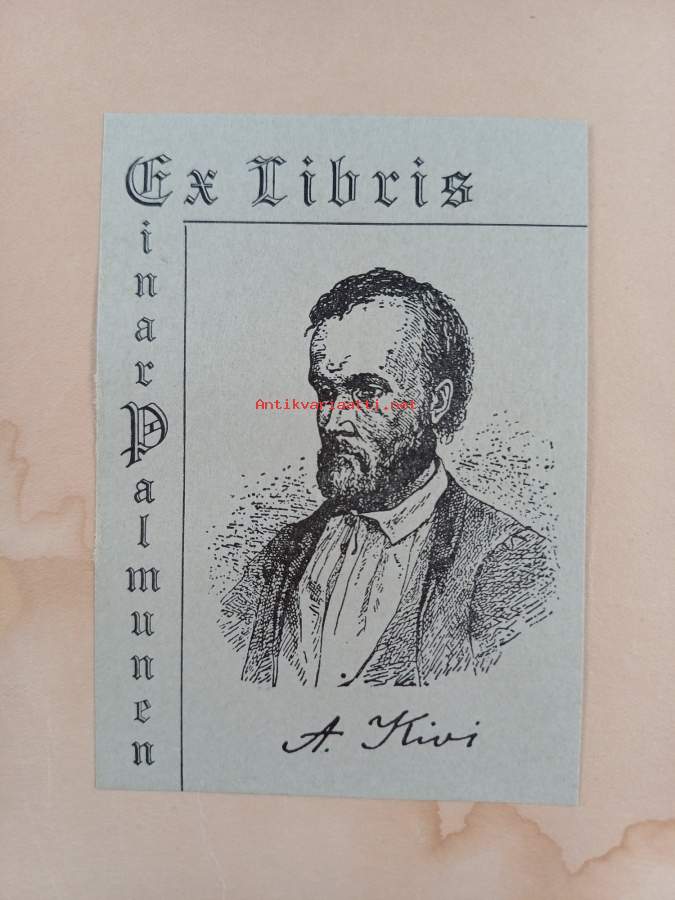 Ex Libris
Einar Palmunen
Antikvariaatti.net
A. Kivi